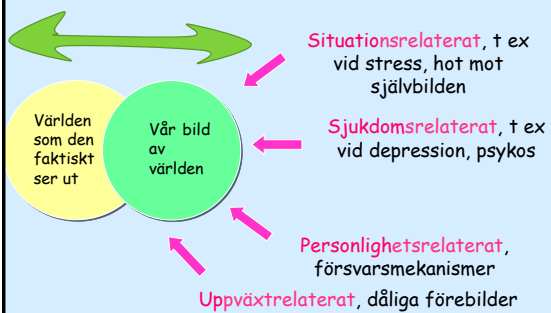 Världen
som den
faktiskt
ser ut
Vår bild
av
världen
Situationsrelaterat, t ex
vid stress, hot mot
självbilden
Sjukdomsrelaterat, t ex
vid depression, psykos
Personlighetsrelaterat,
försvarsmekanismer
Uppväxtrelaterat, dåliga förebilder